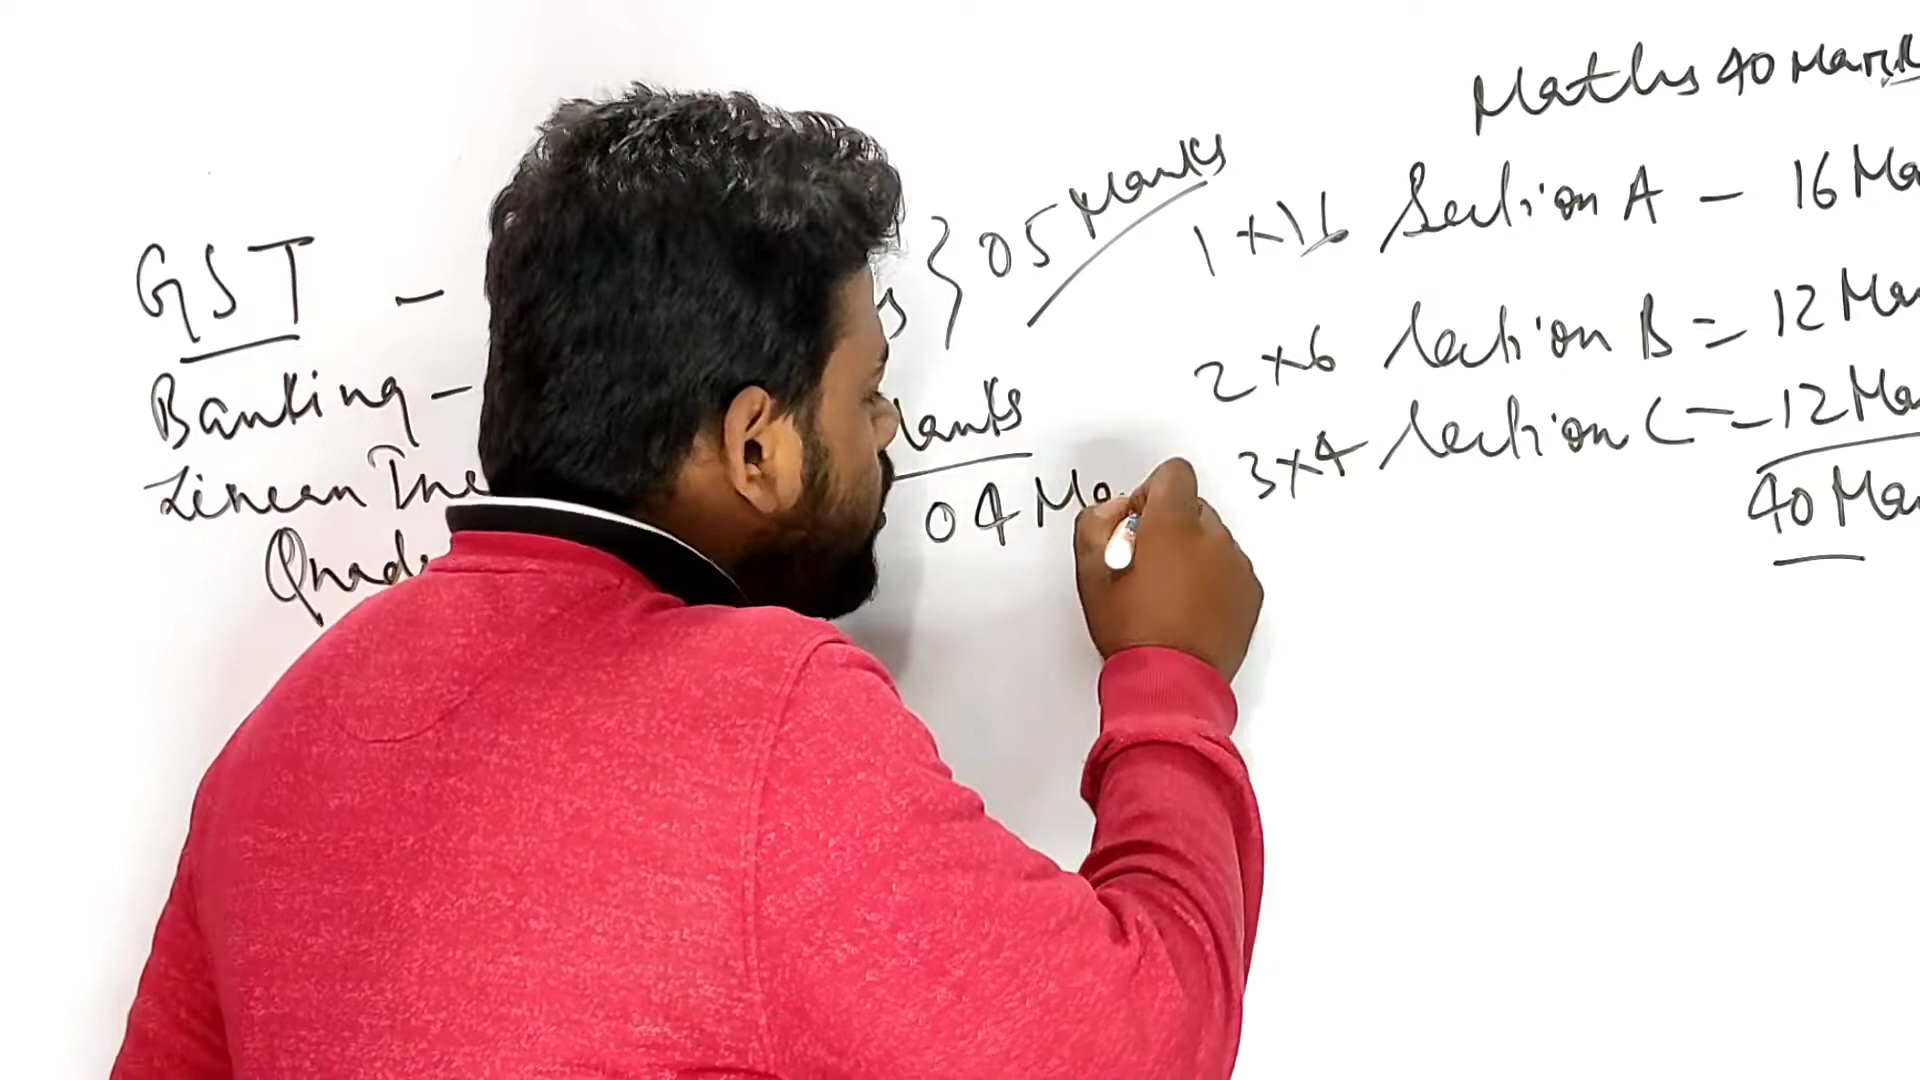 GST -
Banking -
Linear Ine
Quad
s } 05 Marks
Marks
04 Ma
Maths 40 Marks
1 x 16 Section A - 16 Ma
2 x 6 Section B = 12 Ma
3 x 4 Section C = - 12 Ma
40 Ma